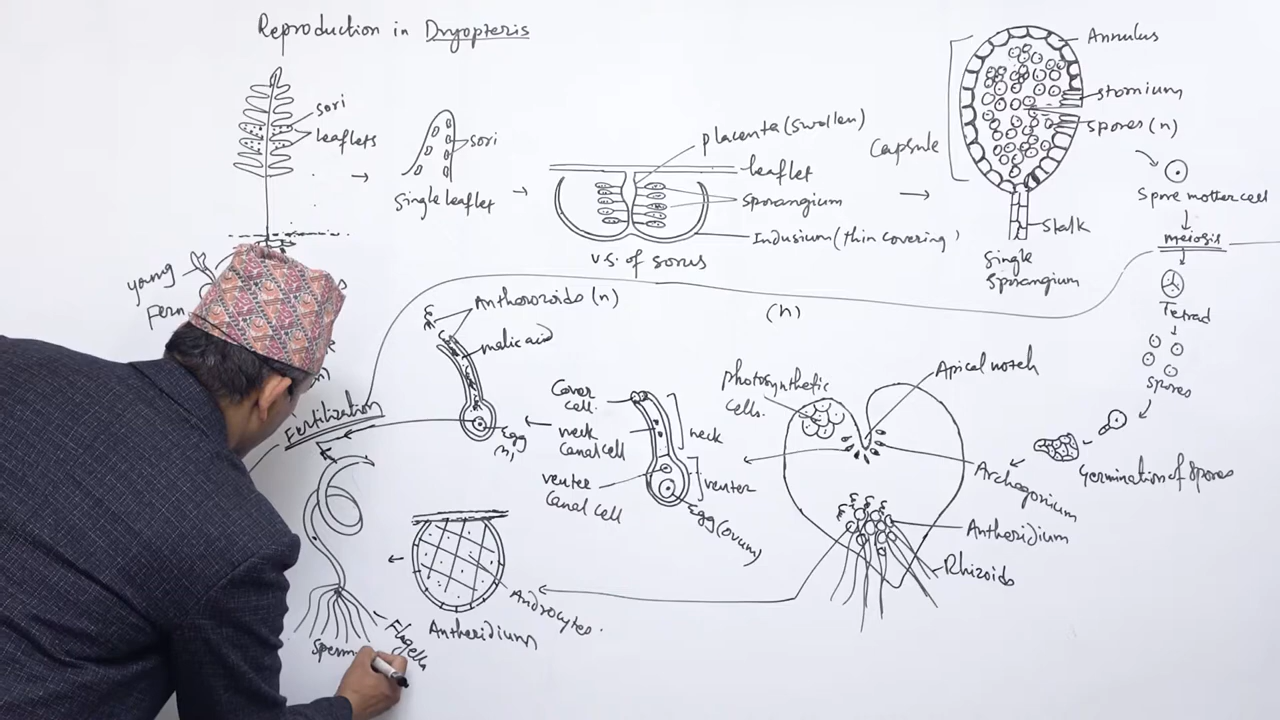 Reproduction in Dryopteris
sori
leaflets
sori
Single leaflet
placenta (swollen)
leaflet
Sporangium
Indusium (thin covering)
V.S. of sorus
Capsule
Annulus
stomium
spores (n)
Stalk
Single
Sporangium
Spore mother cell
meiosis
Tetrad
Spores
Germination of Spores
(n)
Young
Fern
Antherozoids (n)
malic acid
Egg
Fertilization
Cover
cell.
neck
Canal cell
venter
Canal cell
neck
venter
Egg (ovum)
photosynthetic
cells.
Apical notch
Archegonium
Antheridium
Rhizoids
Androcytes.
Antheridium
Flagella
Sperm